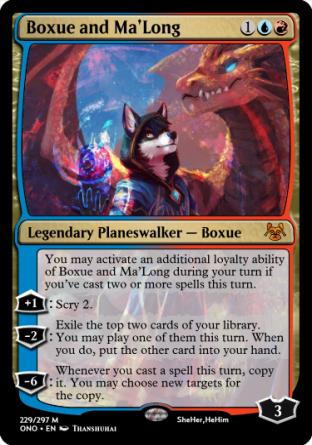 Boxue and Ma'Long 1
Legendary Planeswalker — Boxue
You may activate an additional loyalty ability
of Boxue and Ma'Long during your turn if
you've cast two or more spells this turn.
+1: Scry 2.
Exile the top two cards of your library.
-2: You may play one of them this turn. When
you do, put the other card into your hand.
Whenever you cast a spell this turn, copy
-6: it. You may choose new targets for
the copy.
3
229/297 M SheHer,HeHim
ONO • EN Thanshuhai